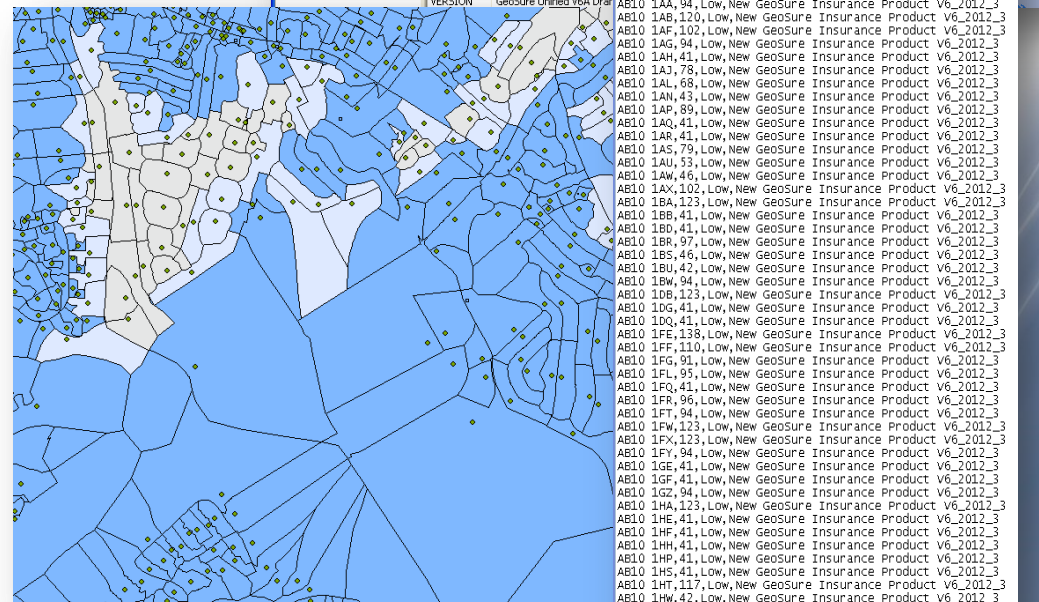 VERSION GeoSure Unified V6A Drar
AB10 1AA,94,Low,New GeoSure Insurance Product V6_2012_3
AB10 1AB,120,Low,New GeoSure Insurance Product V6_2012_3
AB10 1AF,102,Low,New GeoSure Insurance Product V6_2012_3
AB10 1AG,94,Low,New GeoSure Insurance Product V6_2012_3
AB10 1AH,41,Low,New GeoSure Insurance Product V6_2012_3
AB10 1AJ,78,Low,New GeoSure Insurance Product V6_2012_3
AB10 1AL,68,Low,New GeoSure Insurance Product V6_2012_3
AB10 1AN,43,Low,New GeoSure Insurance Product V6_2012_3
AB10 1AP,89,Low,New GeoSure Insurance Product V6_2012_3
AB10 1AQ,41,Low,New GeoSure Insurance Product V6_2012_3
AB10 1AR,41,Low,New GeoSure Insurance Product V6_2012_3
AB10 1AS,79,Low,New GeoSure Insurance Product V6_2012_3
AB10 1AU,53,Low,New GeoSure Insurance Product V6_2012_3
AB10 1AW,46,Low,New GeoSure Insurance Product V6_2012_3
AB10 1AX,102,Low,New GeoSure Insurance Product V6_2012_3
AB10 1BA,123,Low,New GeoSure Insurance Product V6_2012_3
AB10 1BB,41,Low,New GeoSure Insurance Product V6_2012_3
AB10 1BD,41,Low,New GeoSure Insurance Product V6_2012_3
AB10 1BR,97,Low,New GeoSure Insurance Product V6_2012_3
AB10 1BS,46,Low,New GeoSure Insurance Product V6_2012_3
AB10 1BU,42,Low,New GeoSure Insurance Product V6_2012_3
AB10 1BW,94,Low,New GeoSure Insurance Product V6_2012_3
AB10 1DB,123,Low,New GeoSure Insurance Product V6_2012_3
AB10 1DG,41,Low,New GeoSure Insurance Product V6_2012_3
AB10 1DQ,41,Low,New GeoSure Insurance Product V6_2012_3
AB10 1FE,138,Low,New GeoSure Insurance Product V6_2012_3
AB10 1FF,110,Low,New GeoSure Insurance Product V6_2012_3
AB10 1FG,91,Low,New GeoSure Insurance Product V6_2012_3
AB10 1FL,95,Low,New GeoSure Insurance Product V6_2012_3
AB10 1FQ,41,Low,New GeoSure Insurance Product V6_2012_3
AB10 1FR,96,Low,New GeoSure Insurance Product V6_2012_3
AB10 1FT,94,Low,New GeoSure Insurance Product V6_2012_3
AB10 1FW,123,Low,New GeoSure Insurance Product V6_2012_3
AB10 1FX,123,Low,New GeoSure Insurance Product V6_2012_3
AB10 1FY,94,Low,New GeoSure Insurance Product V6_2012_3
AB10 1GE,41,Low,New GeoSure Insurance Product V6_2012_3
AB10 1GF,41,Low,New GeoSure Insurance Product V6_2012_3
AB10 1GZ,94,Low,New GeoSure Insurance Product V6_2012_3
AB10 1HA,123,Low,New GeoSure Insurance Product V6_2012_3
AB10 1HE,41,Low,New GeoSure Insurance Product V6_2012_3
AB10 1HF,41,Low,New GeoSure Insurance Product V6_2012_3
AB10 1HH,41,Low,New GeoSure Insurance Product V6_2012_3
AB10 1HP,41,Low,New GeoSure Insurance Product V6_2012_3
AB10 1HS,41,Low,New GeoSure Insurance Product V6_2012_3
AB10 1HT,117,Low,New GeoSure Insurance Product V6_2012_3
AB10 1HW,42,Low,New GeoSure Insurance Product V6_2012_3